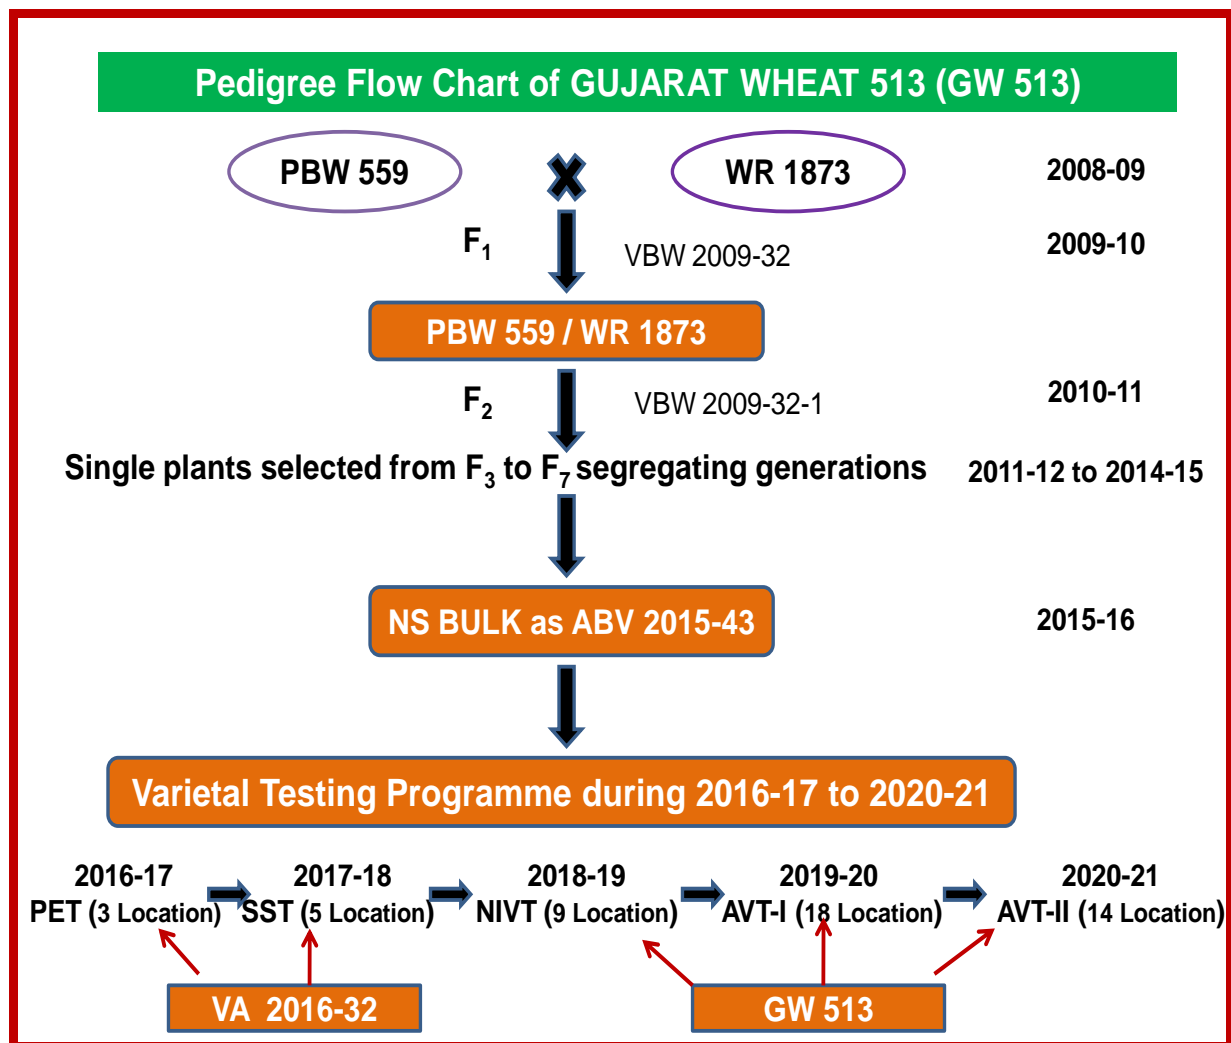 Pedigree Flow Chart of GUJARAT WHEAT 513 (GW 513)
PBW 559 X WR 1873 2008-09
F₁ VBW 2009-32 2009-10
PBW 559 / WR 1873
F₂ VBW 2009-32-1 2010-11
Single plants selected from F₃ to F₇ segregating generations 2011-12 to 2014-15
NS BULK as ABV 2015-43 2015-16
Varietal Testing Programme during 2016-17 to 2020-21
2016-17 2017-18 2018-19 2019-20 2020-21
PET (3 Location) SST (5 Location) NIVT (9 Location) AVT-I (18 Location) AVT-II (14 Location)
VA 2016-32 GW 513